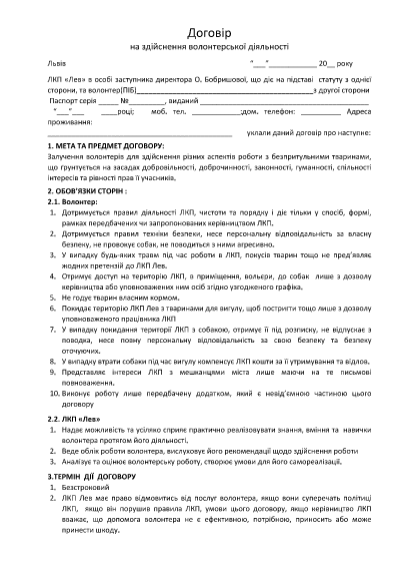 Договір
на здійснення волонтерської діяльності
Львів "___"____________ 20__ року
ЛКП «Лев» в особі заступника директора О, Бобришової, що діє на підставі статуту з однієї
сторони, та волонтер(ПІБ)___________________________________________з другої сторони
Паспорт серія _____ №_________, виданий ___________________________________________
"___"___ ____році; моб. тел. ____________;дом. телефон: __________ Адреса
проживання:
_____________________________________________ уклали даний договір про наступне:
1. МЕТА ТА ПРЕДМЕТ ДОГОВОРУ:
Залучення волонтерів для здійснення різних аспектів роботи з безпритульними тваринами,
що ґрунтується на засадах добровільності, доброчинності, законності, гуманності, спільності
інтересів та рівності прав її учасників,
2. ОБОВ'ЯЗКИ СТОРІН :
2.1. Волонтер:
1. Дотримується правил діяльності ЛКП, чистоти та порядку і діє тільки у спосіб, формі,
рамках передбачених чи запропонованих керівництвом ЛКП,
2. Дотримується правил техніки безпеки, несе персональну відповідальність за власну
безпеку, не провокує собак, не поводиться з ними агресивно.
3. У випадку будь-яких травм під час роботи в ЛКП, покусів тварин тощо не пред'являє
жодних претензій до ЛКП Лев.
4. Отримує доступ на територію ЛКП, в приміщення, вольєри, до собак лише з дозволу
керівництва або уповноважених ним осіб згідно узгодженого графіка.
5. Не годує тварин власним кормом.
6. Покидає територію ЛКП Лев з тваринами для вигулу, щоб постригти тощо лише з дозволу
уповноваженого працівника ЛКП
7. У випадку покидання території ЛКП з собакою, отримує її під розписку, не відпускає з
поводка, несе повну персональну відповідальність за свою безпеку та безпеку
оточуючих.
8. У випадку втрати собаки під час вигулу компенсує ЛКП кошти за її утримання та відлов.
9. Представляє інтереси ЛКП з мешканцями міста лише маючи на те письмові
повноваження.
10. Виконує роботу лише передбачену додатком, який є невід'ємною частиною цього
договору
2.2. ЛКП «Лев»
1. Надає можливість та усіляко сприяє практично реалізовувати знання, вміння та навички
волонтера протягом його діяльності.
2. Веде облік роботи волонтера, вислуховує його рекомендації щодо здійснення роботи
3. Аналізує та оцінює волонтерську роботу, створює умови для його самореалізації.
3.ТЕРМІН ДІЇ ДОГОВОРУ
1. Безстроковий
2. ЛКП Лев має право відмовитись від послуг волонтера, якщо вони суперечать політиці
ЛКП, якщо він порушив правила ЛКП, умови цього договору, якщо керівництво ЛКП
вважає, що допомога волонтера не є ефективною, потрібною, приносить або може
принести шкоду.